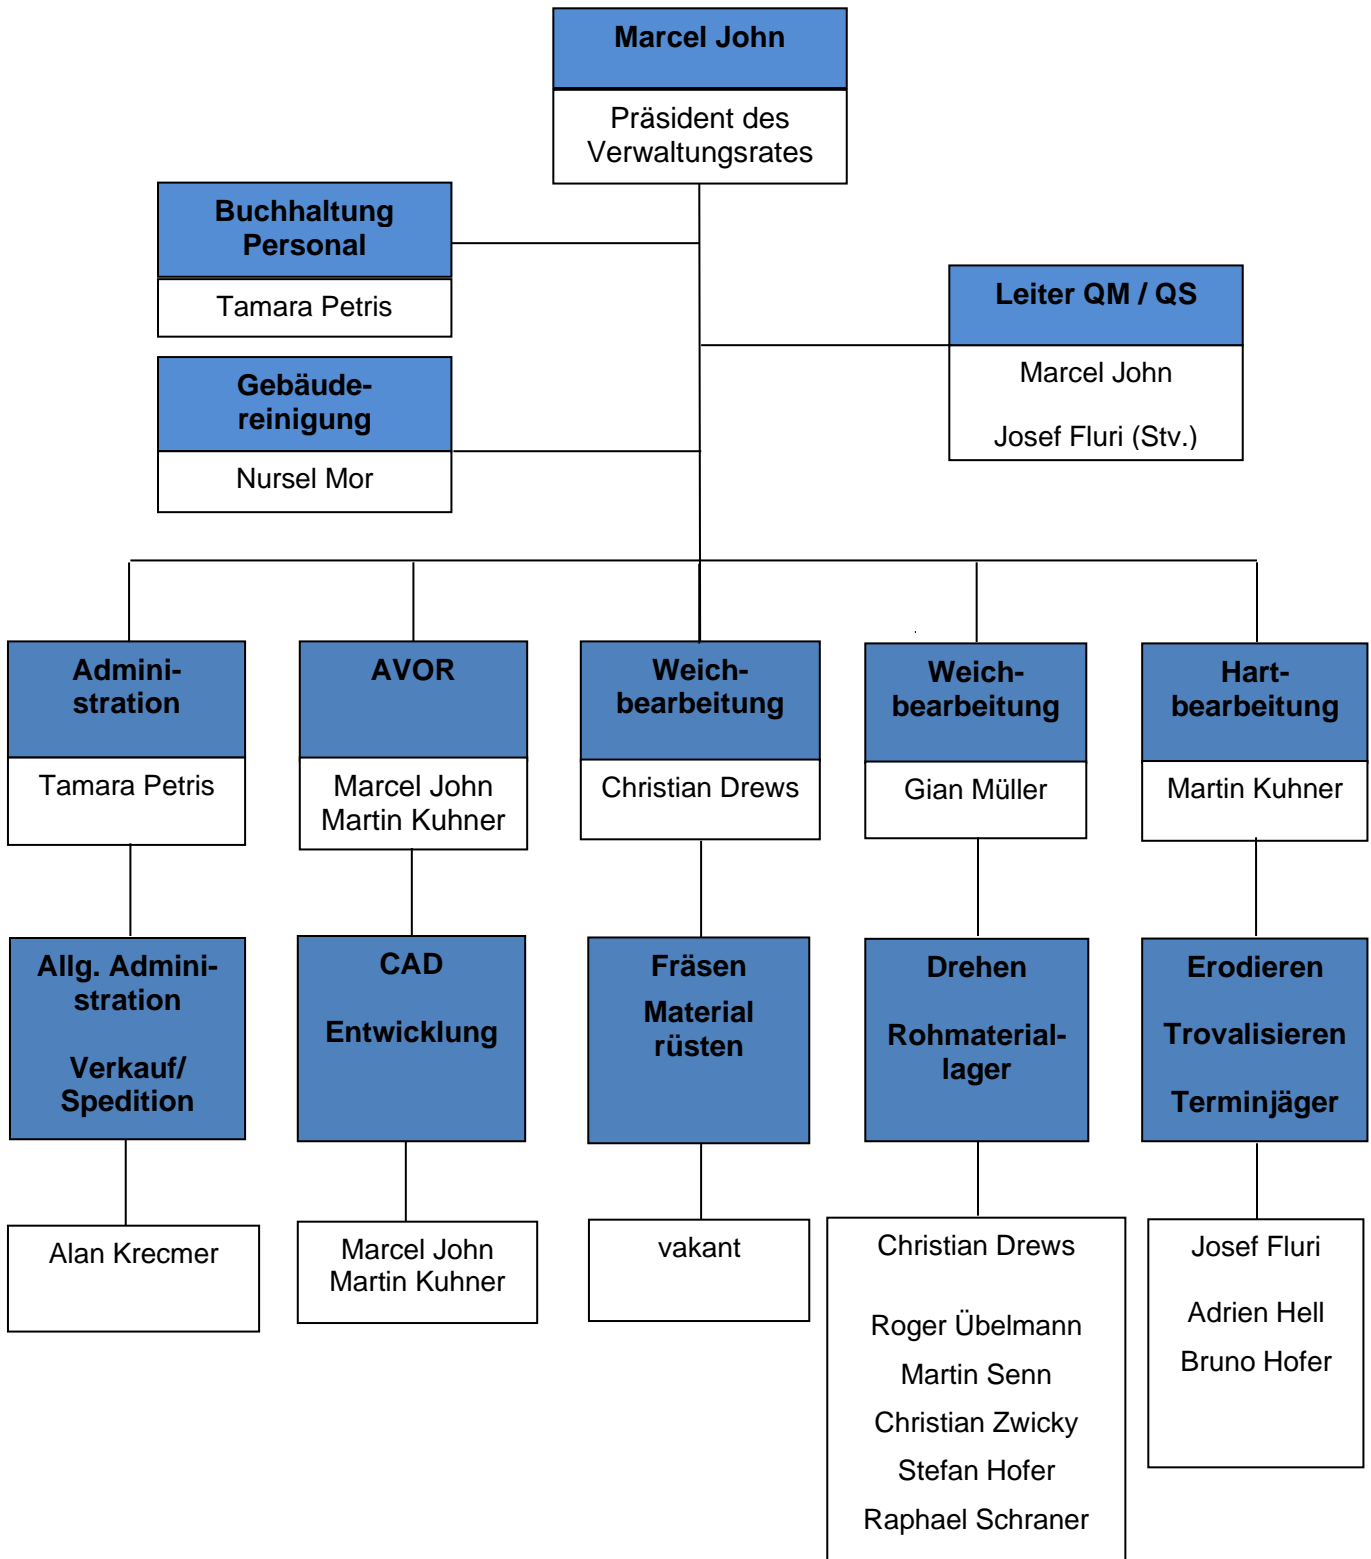 Marcel John
Präsident des
Verwaltungsrates
Buchhaltung
Personal
Tamara Petris
Leiter QM / QS
Marcel John
Josef Fluri (Stv.)
Gebäude-
reinigung
Nursel Mor
Admini-
stration
Tamara Petris
AVOR
Marcel John
Martin Kuhner
Weich-
bearbeitung
Christian Drews
Weich-
bearbeitung
Gian Müller
Hart-
bearbeitung
Martin Kuhner
Allg. Admini-
stration
Verkauf/
Spedition
CAD
Entwicklung
Fräsen
Material
rüsten
Drehen
Rohmaterial-
lager
Erodieren
Trovalisieren
Terminjäger
Alan Krecmer
Marcel John
Martin Kuhner
vakant
Christian Drews
Roger Übelmann
Martin Senn
Christian Zwicky
Stefan Hofer
Raphael Schraner
Josef Fluri
Adrien Hell
Bruno Hofer